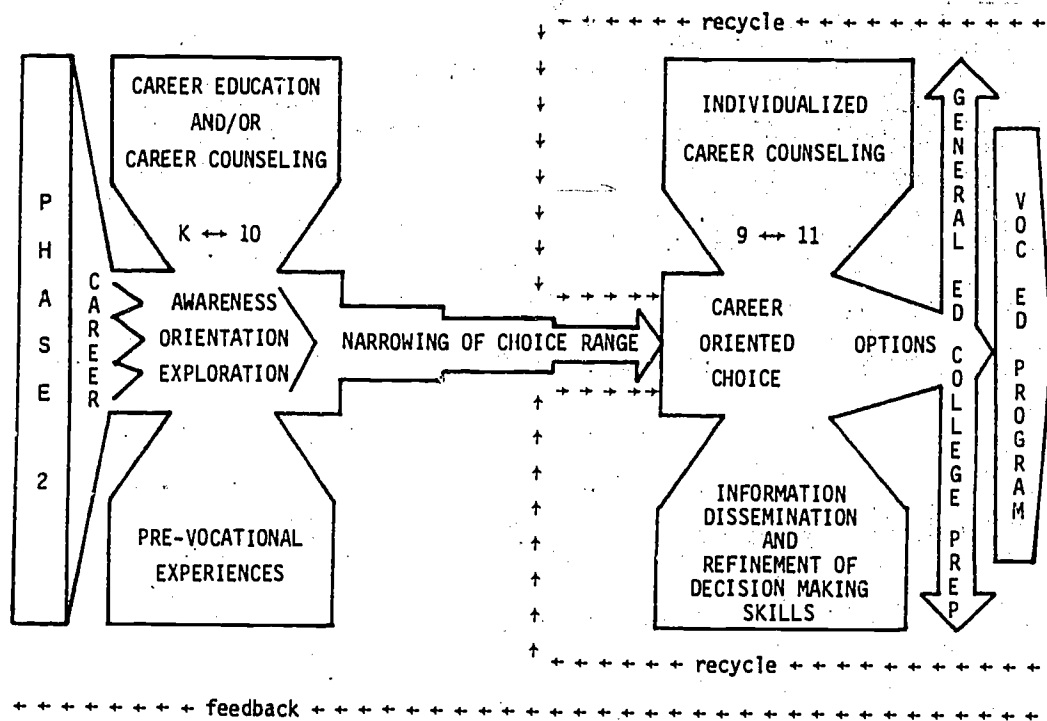 recycle
PHASE 2
CAREER
CAREER EDUCATION
AND/OR
CAREER COUNSELING
K ↔ 10
AWARENESS
ORIENTATION
EXPLORATION
PRE-VOCATIONAL
EXPERIENCES
NARROWING OF CHOICE RANGE
INDIVIDUALIZED
CAREER COUNSELING
9 ↔ 11
CAREER
ORIENTED
CHOICE
OPTIONS
INFORMATION
DISSEMINATION
AND
REFINEMENT OF
DECISION MAKING
SKILLS
GENERAL ED COLLEGE PREP
VOC ED PROGRAM
recycle
feedback